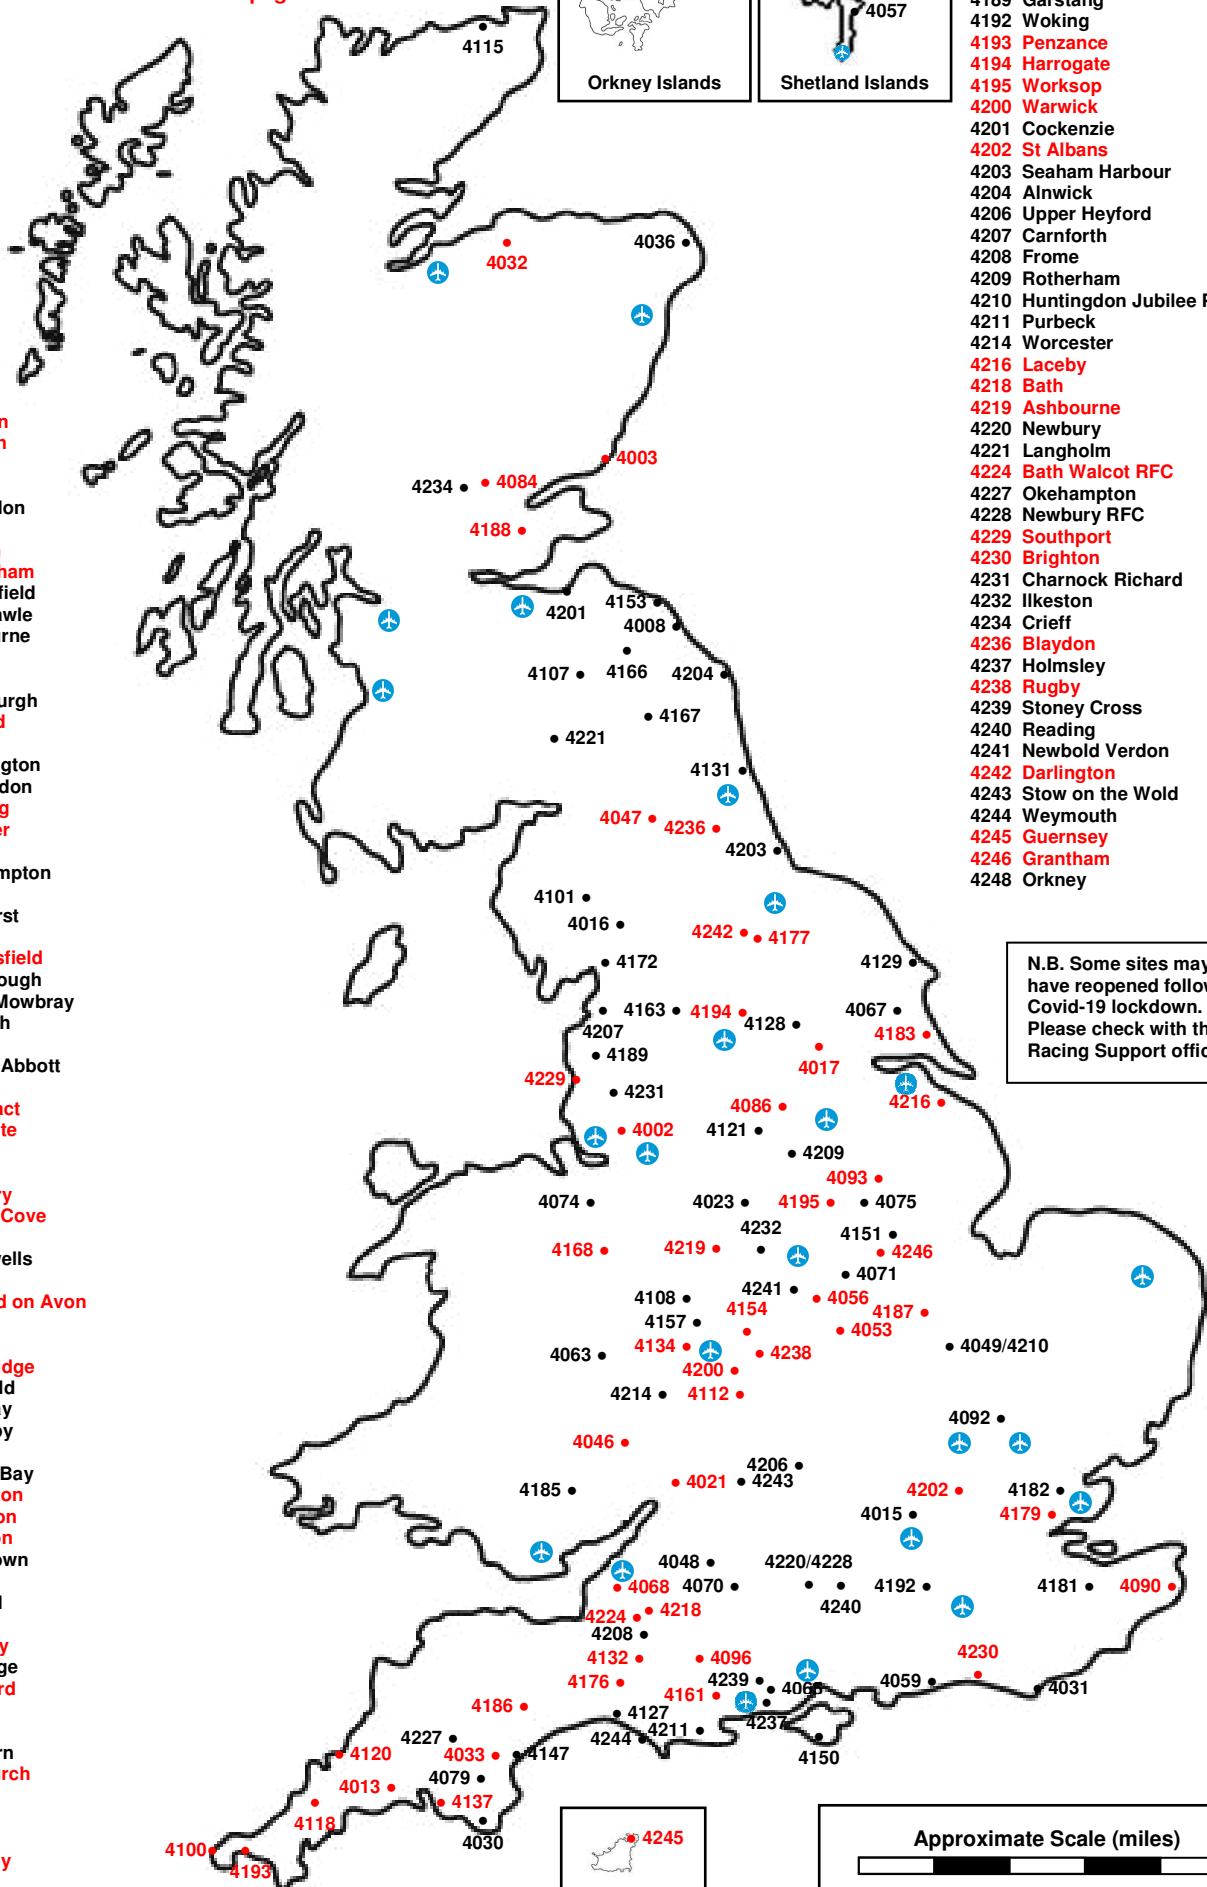 4115
Orkney Islands
4057
Shetland Islands
4192 Woking
4193 Penzance
4194 Harrogate
4195 Worksop
4200 Warwick
4201 Cockenzie
4202 St Albans
4203 Seaham Harbour
4204 Alnwick
4206 Upper Heyford
4207 Carnforth
4208 Frome
4209 Rotherham
4210 Huntingdon Jubilee
4211 Purbeck
4214 Worcester
4216 Laceby
4218 Bath
4219 Ashbourne
4220 Newbury
4221 Langholm
4224 Bath Walcot RFC
4227 Okehampton
4228 Newbury RFC
4229 Southport
4230 Brighton
4231 Charnock Richard
4232 Ilkeston
4234 Crieff
4236 Blaydon
4237 Holmsley
4238 Rugby
4239 Stoney Cross
4240 Reading
4241 Newbold Verdon
4242 Darlington
4243 Stow on the Wold
4244 Weymouth
4245 Guernsey
4246 Grantham
4248 Orkney
N.B. Some sites may
have reopened
Covid-19 lockdown.
Please check with
Racing Support
4036
4032
4003
4234
4084
4188
4201
4153
4008
4166
4107
4204
4167
4221
4131
4047
4236
4203
4101
4016
4242
4177
4172
4129
4207
4163
4194
4128
4067
4183
4017
4189
4229
4231
4086
4216
4002
4121
4209
4093
4074
4023
4195
4075
4232
4151
4168
4219
4246
4071
4241
4108
4154
4056
4187
4157
4053
4134
4238
4063
4049/4210
4200
4214
4112
4092
4046
4206
4021
4243
4185
4202
4182
4015
4179
4048
4220/4228
4068
4070
4240
4192
4181
4090
4218
4224
4208
4132
4096
4230
4176
4239
4059
4031
4161
4186
4127
4237
4211
4244
4227
4150
4120
4033
4147
4079
4013
4137
4118
4030
4100
4193
4245
Approximate Scale (miles)
Mowbray
Abbott
Cove
on Avon
Bay